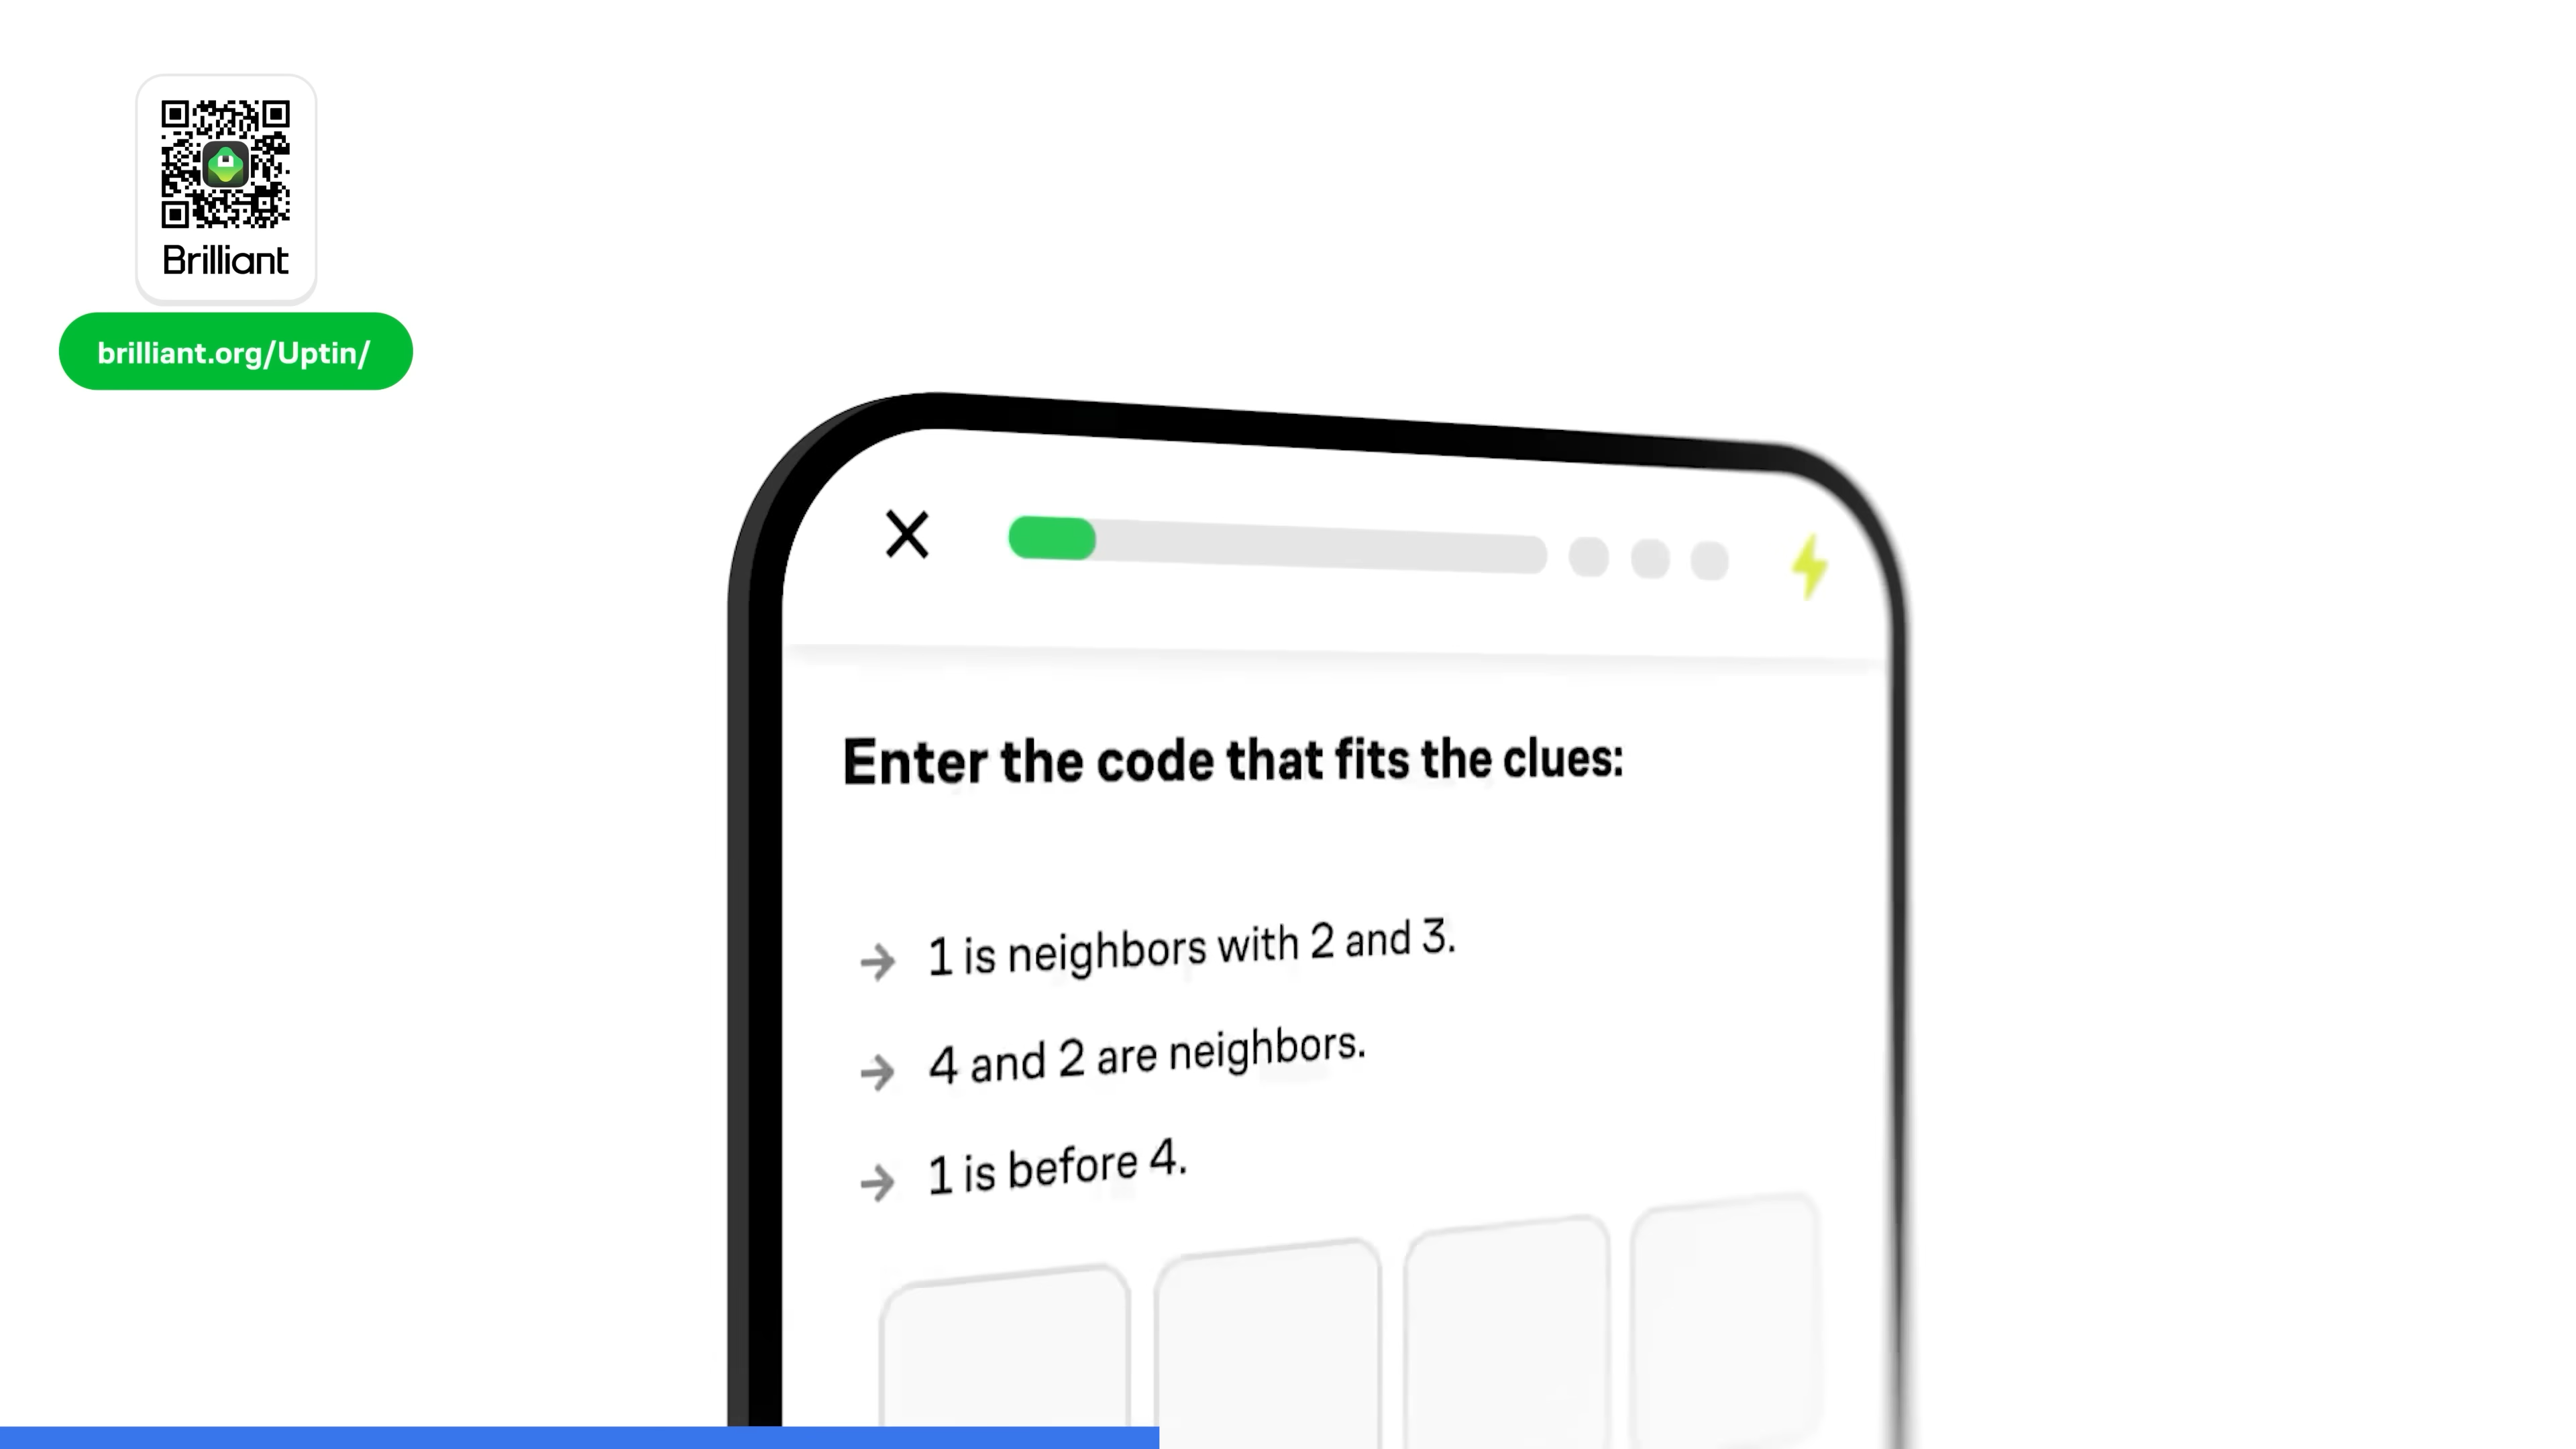 Brilliant
brilliant.org/Uptin/
Enter the code that fits the clues:
→ 1 is neighbors with 2 and 3.
→ 4 and 2 are neighbors.
→ 1 is before 4.